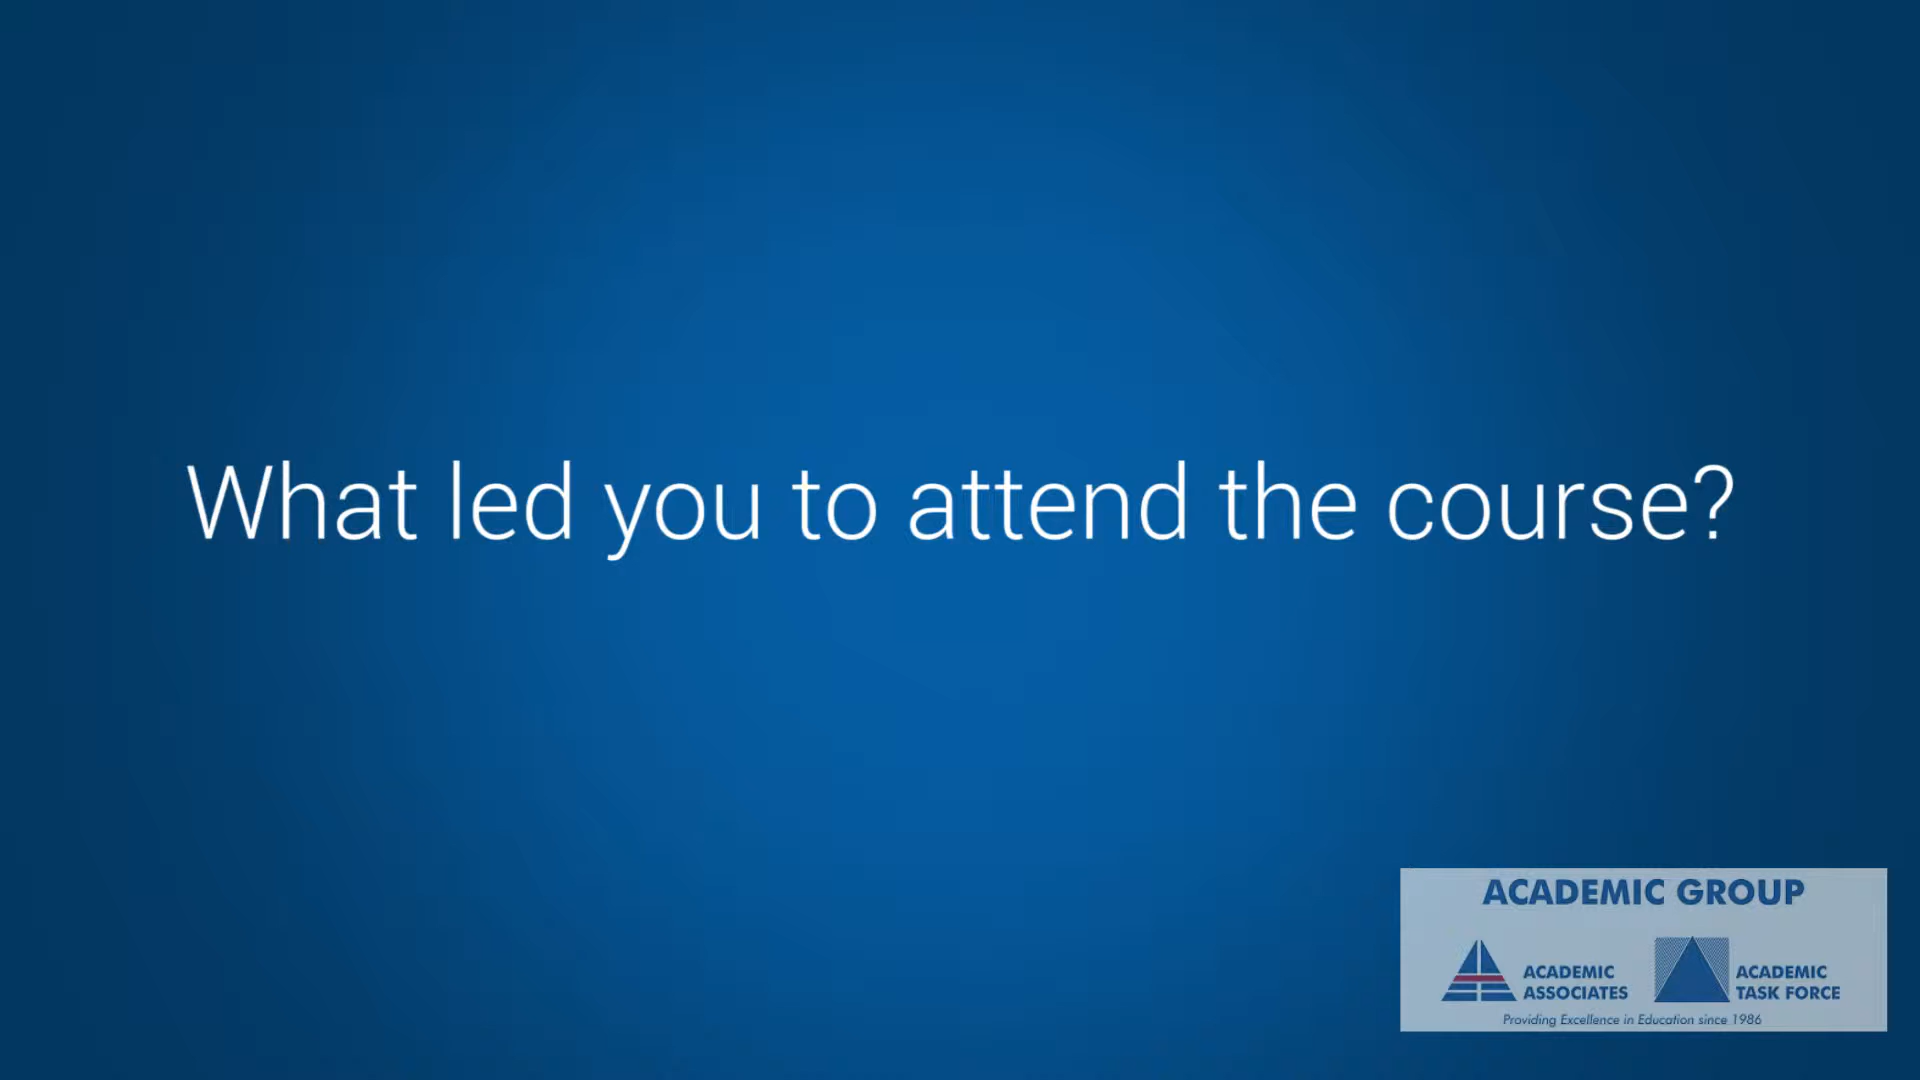 What led you to attend the course?
ACADEMIC GROUP
ACADEMIC
ASSOCIATES
ACADEMIC
TASK FORCE
Providing Excellence in Education since 1986